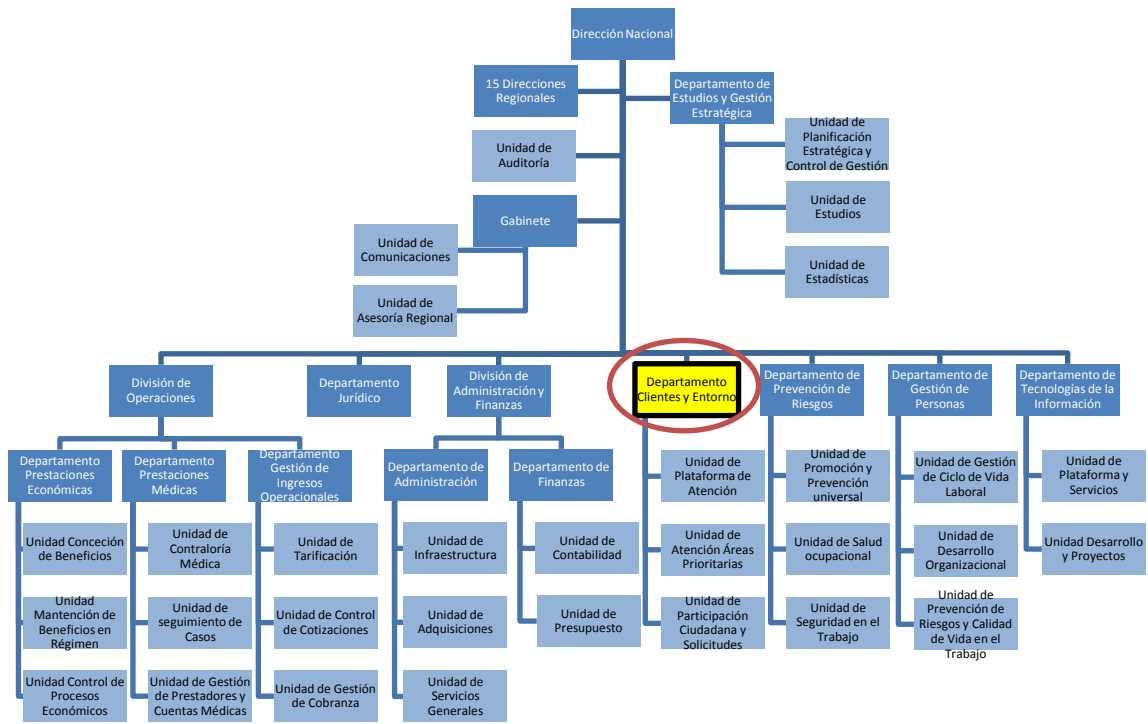 Dirección Nacional
15 Direcciones
Regionales
Departamento de
Estudios y Gestión
Estratégica
Unidad de
Planificación
Estratégica y
Control de Gestión
Unidad de
Auditoría
Unidad de
Estudios
Gabinete
Unidad de
Comunicaciones
Unidad de
Estadísticas
Unidad de
Asesoría Regional
División de
Operaciones
Departamento
Jurídico
División de
Administración y
Finanzas
Departamento
Clientes y Entorno
Departamento de
Prevención de
Riesgos
Departamento de
Gestión de
Personas
Departamento de
Tecnologías de la
Información
Departamento
Prestaciones
Económicas
Departamento
Prestaciones
Médicas
Departamento
Gestión de
Ingresos
Operacionales
Departamento de
Administración
Departamento de
Finanzas
Unidad de
Plataforma de
Atención
Unidad de
Promoción y
Prevención
universal
Unidad de Gestión
de Ciclo de Vida
Laboral
Unidad de
Plataforma y
Servicios
Unidad Conceción
de Beneficios
Unidad de
Contraloría
Médica
Unidad de
Tarificación
Unidad de
Infraestructura
Unidad de
Contabilidad
Unidad de
Atención Áreas
Prioritarias
Unidad de Salud
ocupacional
Unidad de
Desarrollo
Organizacional
Unidad Desarrollo
y Proyectos
Unidad
Mantención de
Beneficios en
Régimen
Unidad de
seguimiento de
Casos
Unidad de Control
de Cotizaciones
Unidad de
Adquisiciones
Unidad de
Presupuesto
Unidad de
Participación
Ciudadana y
Solicitudes
Unidad de
Seguridad en el
Trabajo
Unidad de
Prevención de
Riesgos y Calidad
de Vida en el
Trabajo
Unidad Control de
Procesos
Económicos
Unidad de Gestión
de Prestadores y
Cuentas Médicas
Unidad de Gestión
de Cobranza
Unidad de
Servicios
Generales